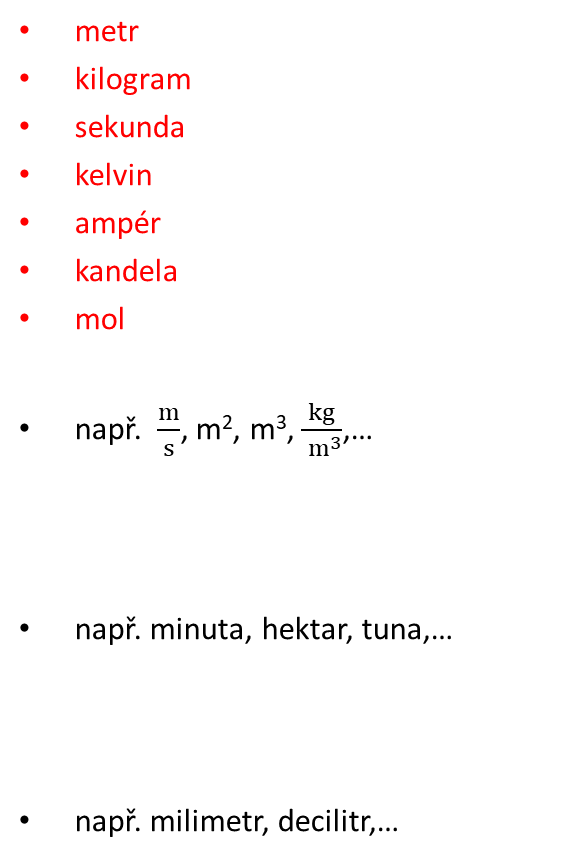 • metr
• kilogram
• sekunda
• kelvin
• ampér
• kandela
• mol
• např. m/s, m², m³, kg/m³,...
• např. minuta, hektar, tuna,...
• např. milimetr, decilitr,...